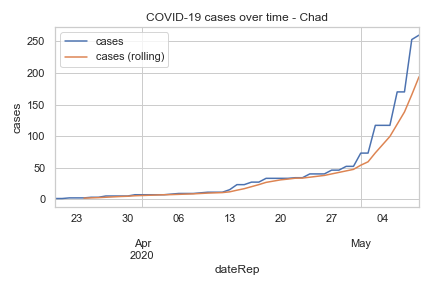 COVID-19 cases over time - Chad
cases
cases (rolling)
250
200
150
100
50
0
cases
23 30 06 13 20 27 04
Apr May
2020
dateRep